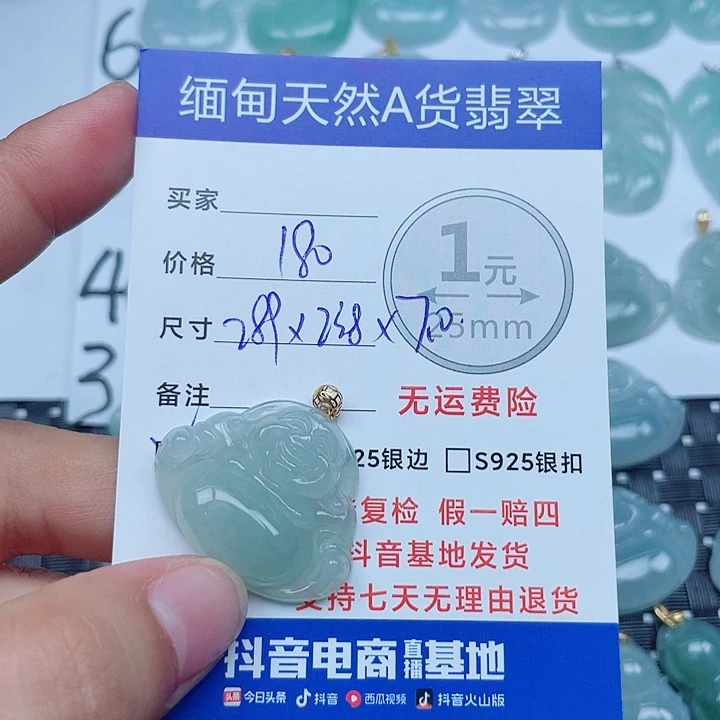 6
4
3
缅甸天然A货翡翠
买家
价格 180
1元
25mm
尺寸
备注
无运费险
25银边 □S925银扣
复检 假一赔四
抖音基地发货
支持七天无理由退货
抖音电商直播基地
头条 今日头条 抖音 西瓜视频 抖音火山版